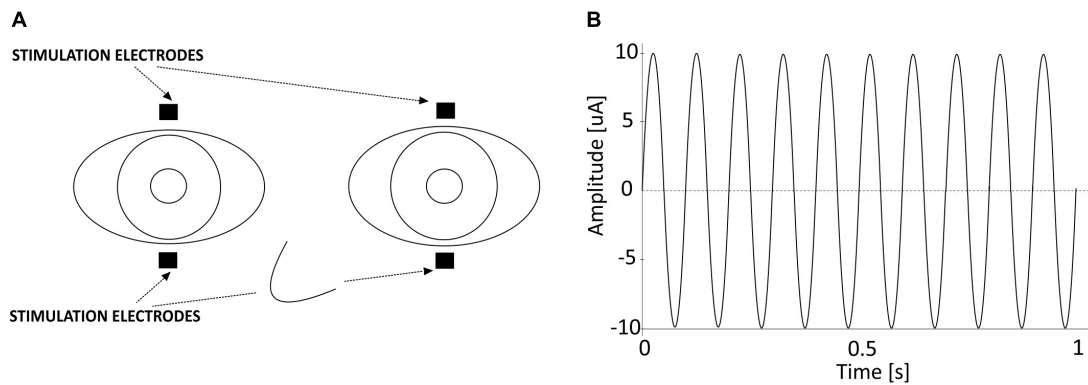 A
STIMULATION ELECTRODES
STIMULATION ELECTRODES
B
Amplitude [uA]
10
5
0
-5
-10
0
0.5
1
Time [s]